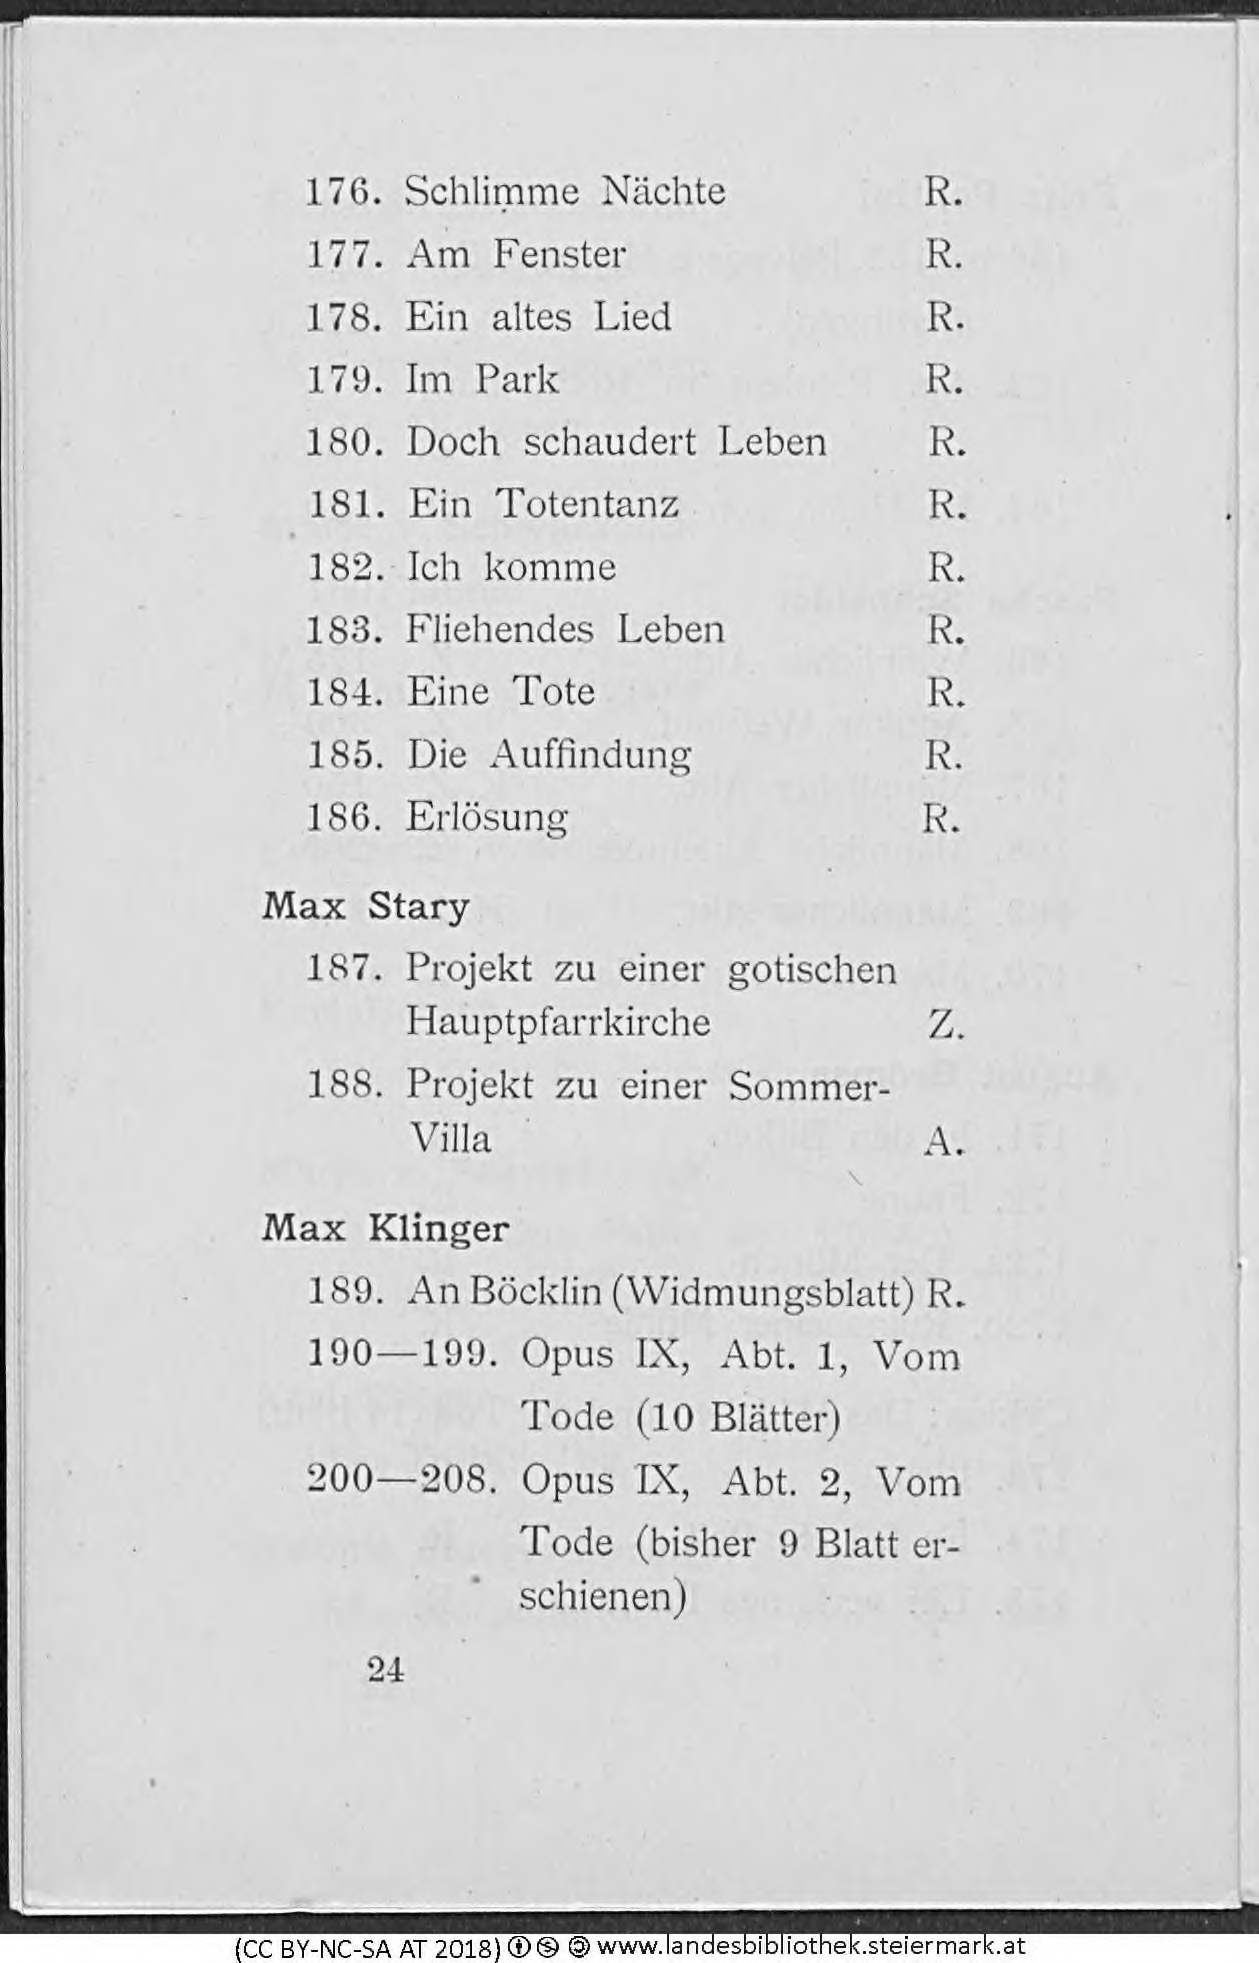 176. Schlimme Nächte R.
177. Am Fenster R.
178. Ein altes Lied R.
179. Im Park R.
180. Doch schaudert Leben R.
181. Ein Totentanz R.
182. Ich komme R.
183. Fliehendes Leben R.
184. Eine Tote R.
185. Die Auffindung R.
186. Erlösung R.
Max Stary
187. Projekt zu einer gotischen
Hauptpfarrkirche Z.
188. Projekt zu einer Sommer-
Villa A.
Max Klinger
189. An Böcklin (Widmungsblatt) R.
190—199. Opus IX, Abt. 1, Vom
Tode (10 Blätter)
200—208. Opus IX, Abt. 2, Vom
Tode (bisher 9 Blatt er-
schienen)
24
(CC BY-NC-SA AT 2018) www.landesbibliothek.steiermark.at